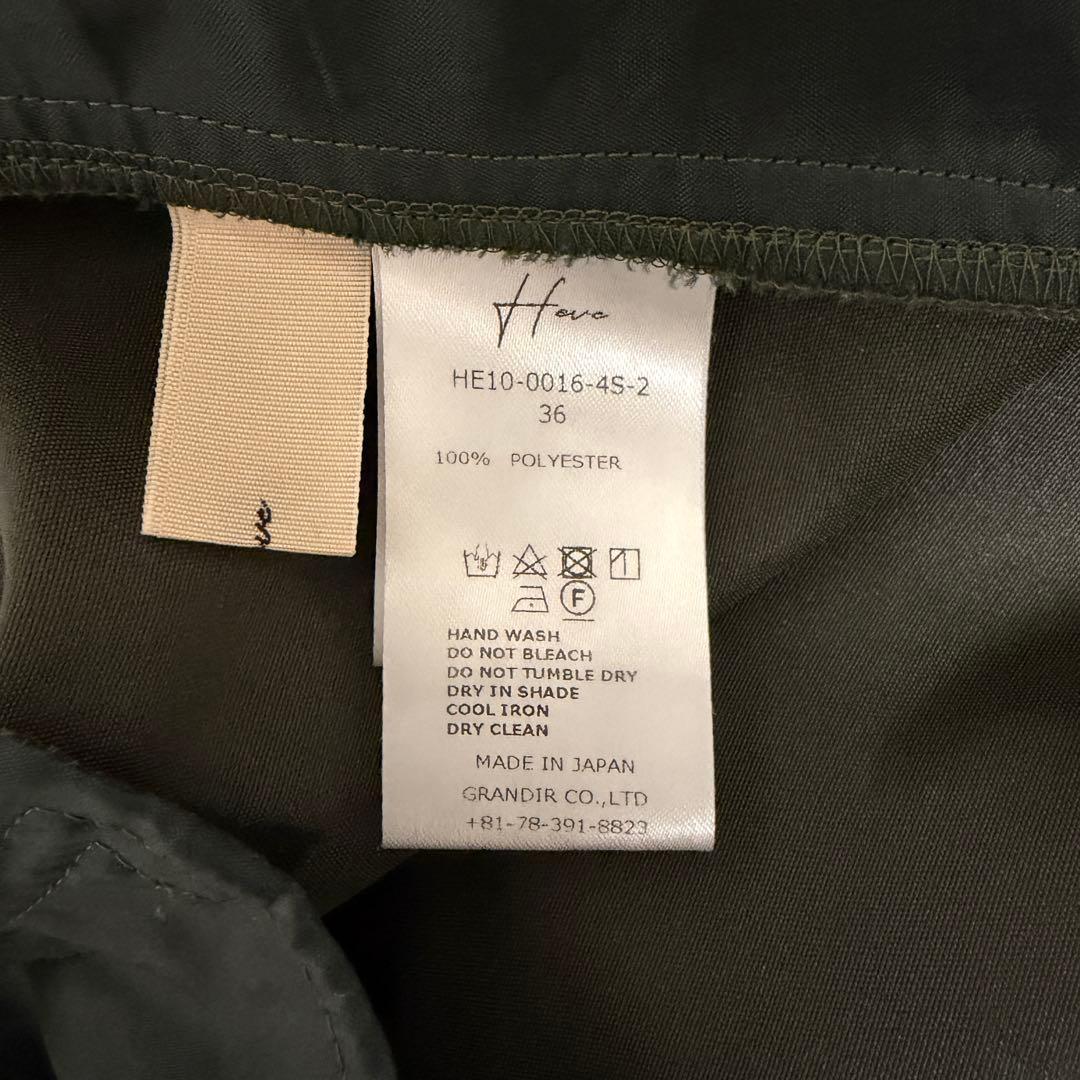 Heve
HE10-0016-4S-2
36
100% POLYESTER
F
HAND WASH
DO NOT BLEACH
DO NOT TUMBLE DRY
DRY IN SHADE
COOL IRON
DRY CLEAN
MADE IN JAPAN
GRANDIR CO.,LTD
+81-78-391-8823